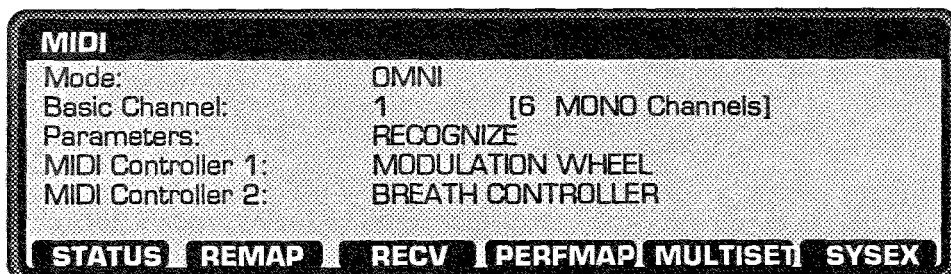 MIDI
Mode: OMNI
Basic Channel: 1 [6 MONO Channels]
Parameters: RECOGNIZE
MIDI Controller 1: MODULATION WHEEL
MIDI Controller 2: BREATH CONTROLLER
STATUS REMAP RECV PERFMAP MULTISET SYSEX